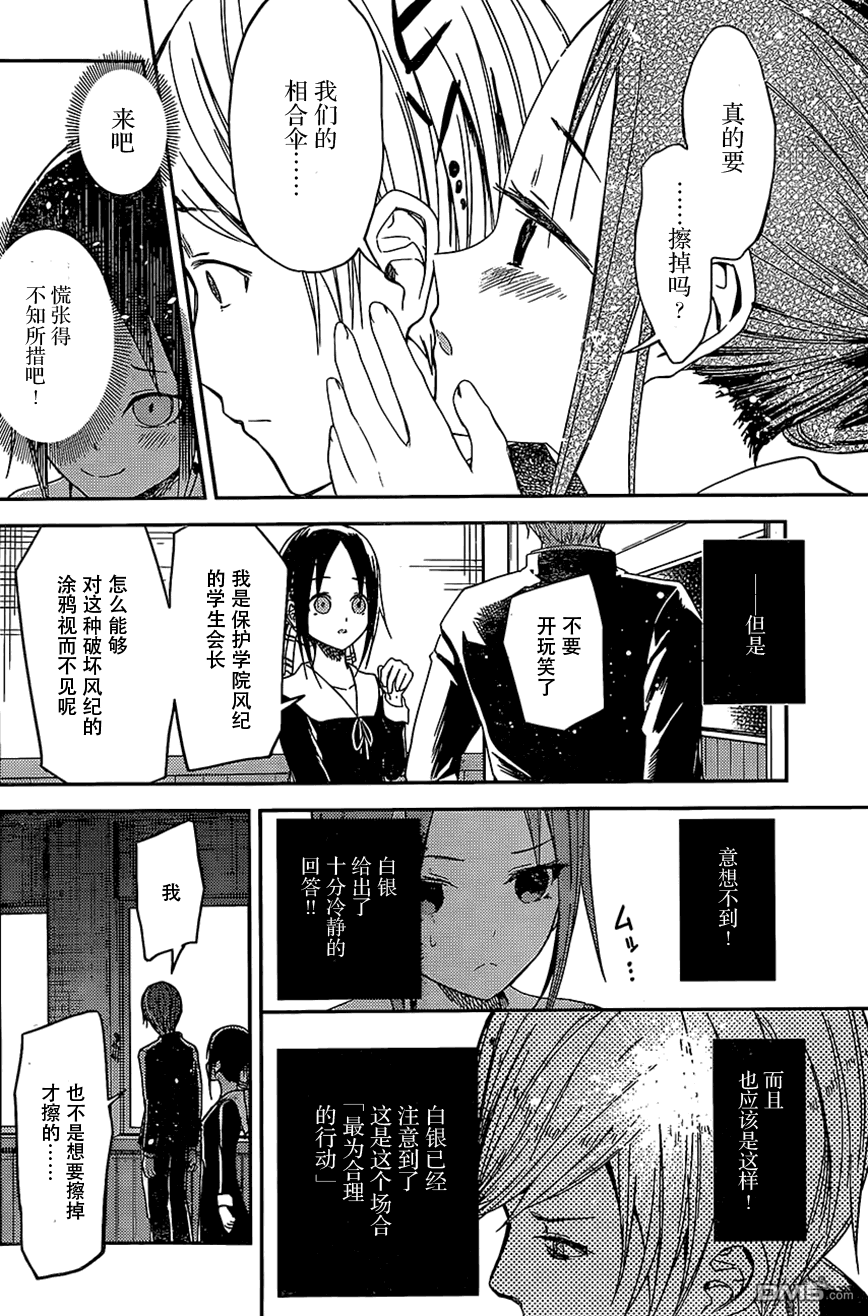 真的要
……擦掉吗？
我们的
相合伞……
来吧
慌张得
不知所措吧！
——但是
不要
开玩笑了
我是保护学院风纪
的学生会长
怎么能够
对这种破坏风纪的
涂鸦视而不见呢
意想不到！
ムッ…
白银
给出了
十分冷静的
回答!!
而且
也应该是这样！
白银已经
注意到了
这是这个场合
「最为合理
的行动」
我
也不是想要擦掉
才擦的……
DM5.com